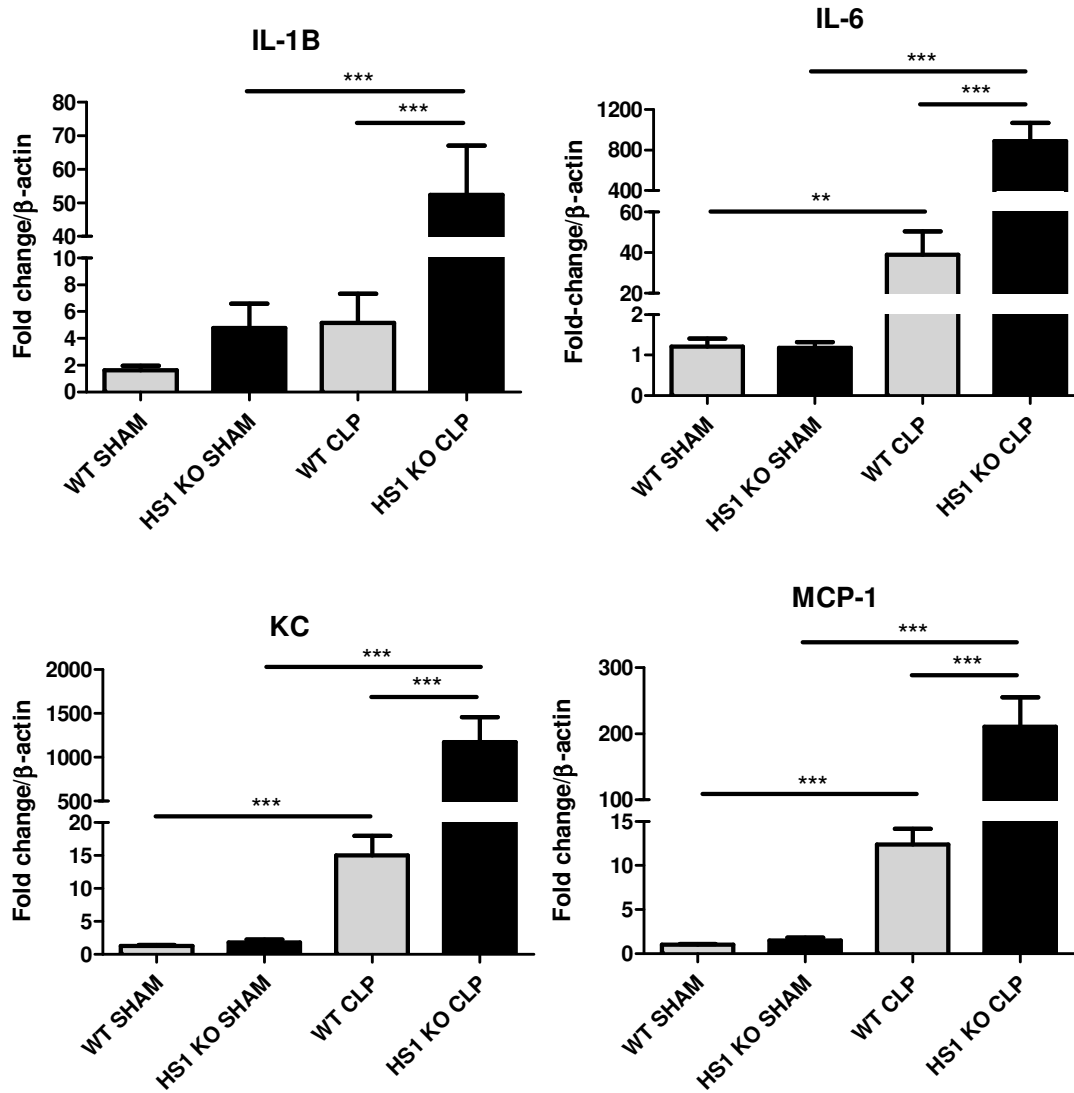 IL-1B
***
***
Fold change/β-actin
80
70
60
50
40
10
8
6
4
2
0
WT SHAM
HS1 KO SHAM
WT CLP
HS1 KO CLP
IL-6
***
***
**
Fold-change/β-actin
1200
800
400
60
40
20
2
1
0
WT SHAM
HS1 KO SHAM
WT CLP
HS1 KO CLP
KC
***
***
***
Fold change/β-actin
2000
1500
1000
500
20
15
10
5
0
WT SHAM
HS1 KO SHAM
WT CLP
HS1 KO CLP
MCP-1
***
***
***
Fold change/β-actin
300
200
100
15
10
5
0
WT SHAM
HS1 KO SHAM
WT CLP
HS1 KO CLP